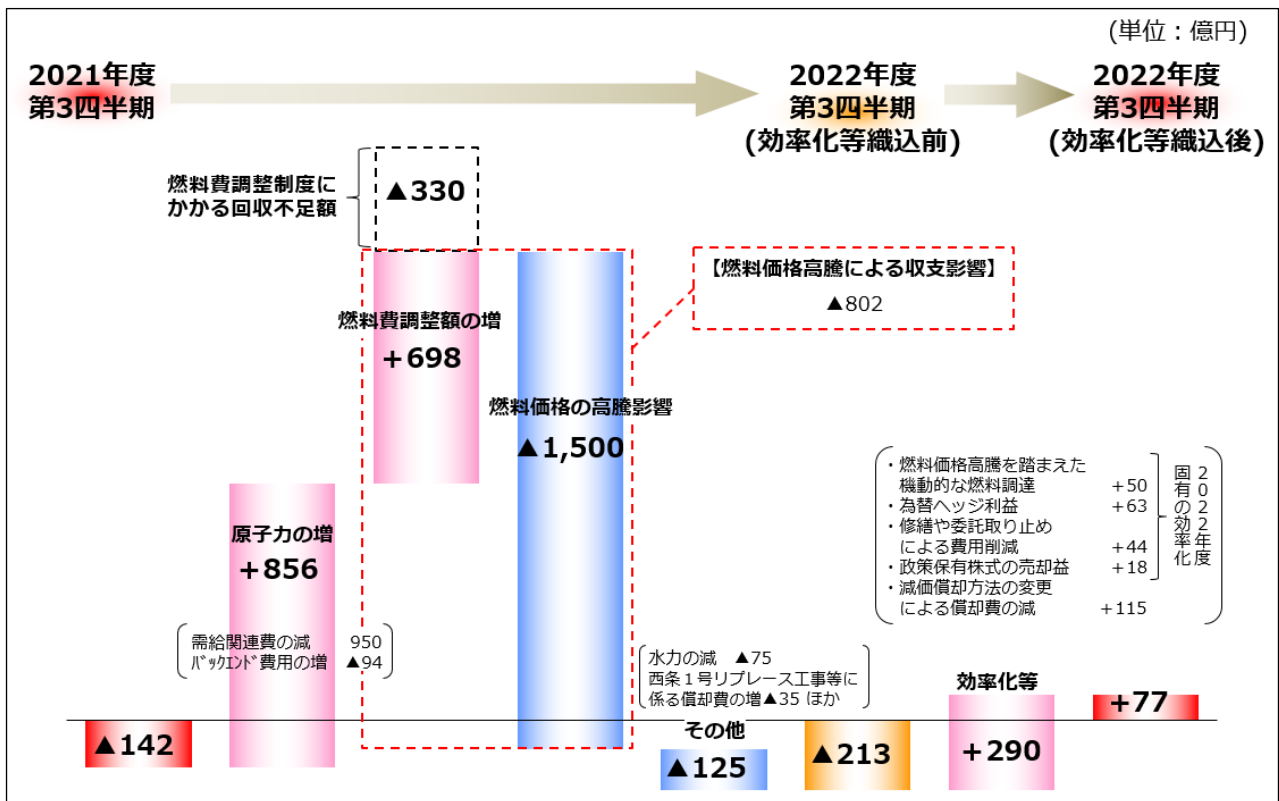 (単位：億円)
2021年度
第3四半期
2022年度
第3四半期
(効率化等織込前)
2022年度
第3四半期
(効率化等織込後)
燃料費調整制度に
かかる回収不足額
▲330
【燃料価格高騰による収支影響】
▲802
燃料費調整額の増
+698
燃料価格の高騰影響
▲1,500
原子力の増
+856
需給関連費の減 950
ﾊﾞｯｸｴﾝﾄﾞ費用の増 ▲94
・燃料価格高騰を踏まえた
機動的な燃料調達 +50
・為替ヘッジ利益 +63
・修繕や委託取り止め
による費用削減 +44
・政策保有株式の売却益 +18
・減価償却方法の変更
による償却費の減 +115
2022年度
固有の効率化
水力の減 ▲75
西条１号リプレース工事等に
係る償却費の増▲35 ほか
▲142
その他
▲125
▲213
効率化等
+290
+77